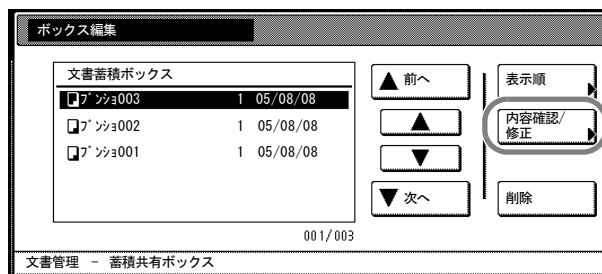 ボックス編集
文書蓄積ボックス
ﾌﾞﾝｼｮ003 1 05/08/08
ﾌﾞﾝｼｮ002 1 05/08/08
ﾌﾞﾝｼｮ001 1 05/08/08
001/003
前へ
次へ
表示順
内容確認/
修正
削除
文書管理 － 蓄積共有ボックス